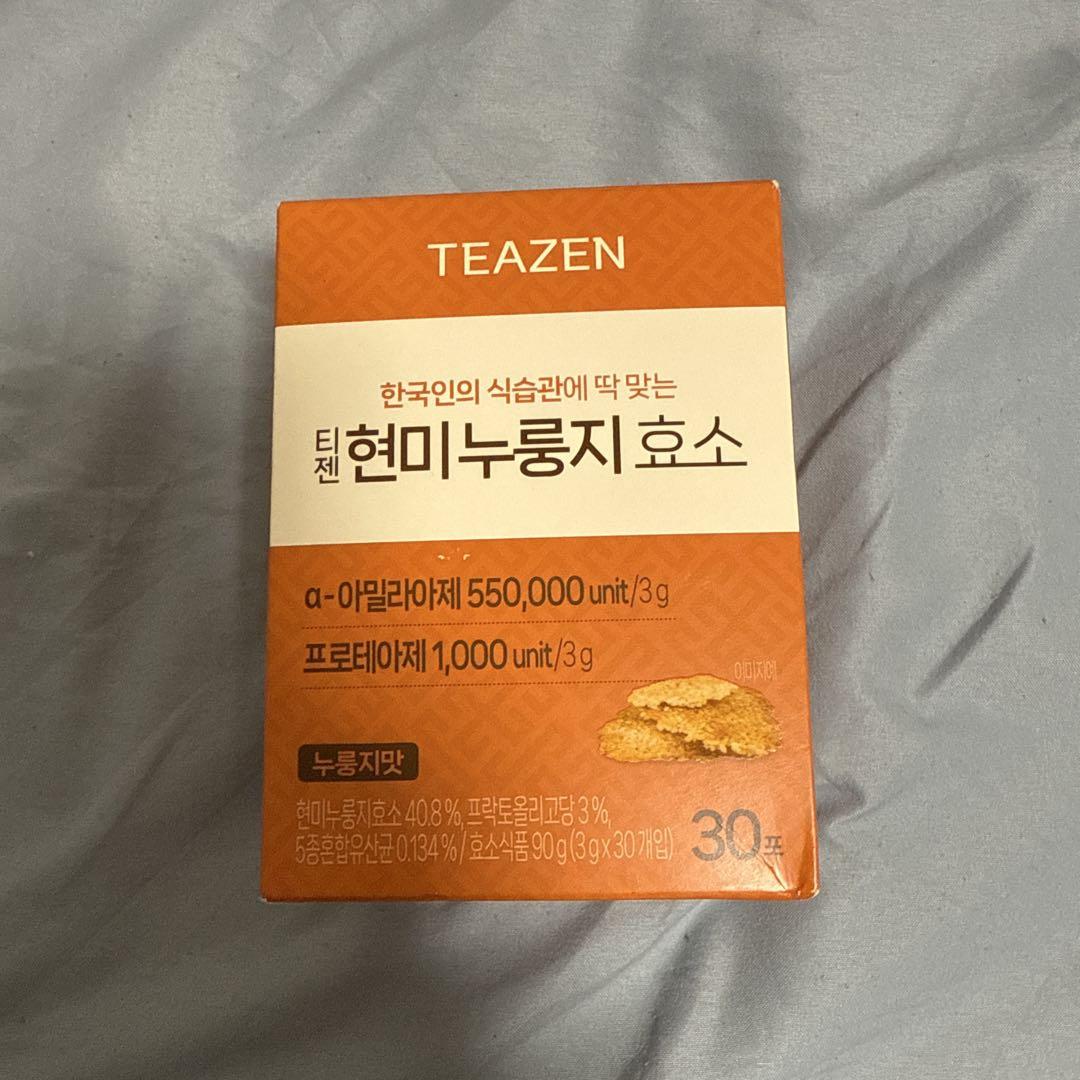 TEAZEN
한국인의 식습관에 딱 맞는
티젠 현미누룽지효소
α-아밀라아제 550,000 unit/3g
프로테아제 1,000 unit/3g
이미지예
누룽지맛
현미누룽지효소 40.8%, 프락토올리고당 3%,
5종혼합유산균 0.134% / 효소식품 90g (3g x 30개입)
30포